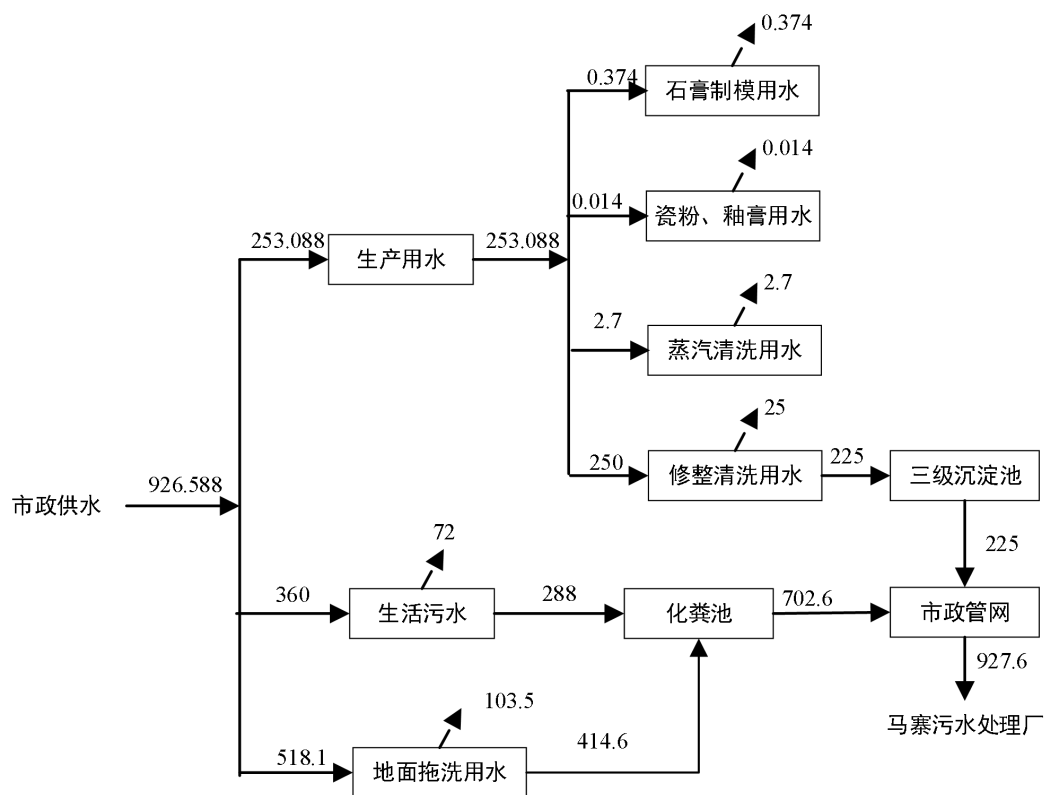 0.374
0.374
石膏制模用水
0.014
0.014
瓷粉、釉膏用水
253.088
生产用水
253.088
2.7
2.7
蒸汽清洗用水
25
250
修整清洗用水
225
三级沉淀池
市政供水
926.588
225
72
360
生活污水
288
化粪池
702.6
市政管网
927.6
103.5
518.1
地面拖洗用水
414.6
马寨污水处理厂